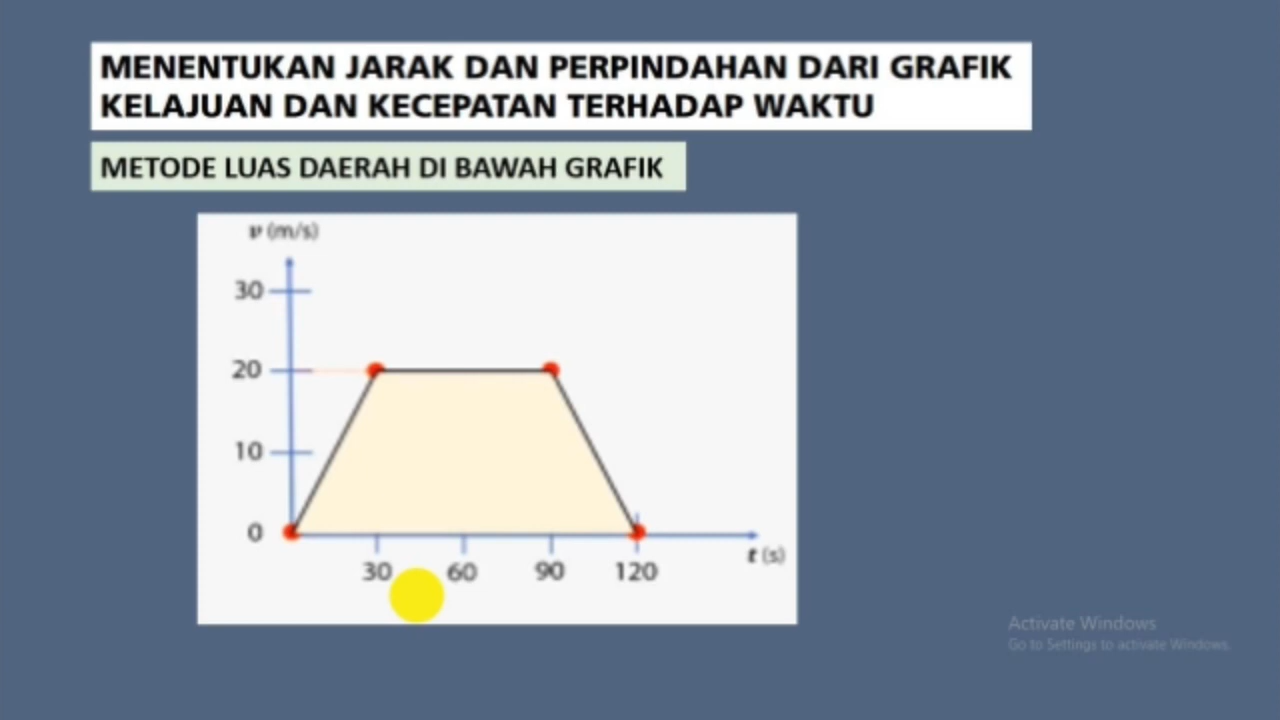 MENENTUKAN JARAK DAN PERPINDAHAN DARI GRAFIK
KELAJUAN DAN KECEPATAN TERHADAP WAKTU
METODE LUAS DAERAH DI BAWAH GRAFIK
v (m/s)
30
20
10
0
30 60 90 120
t (s)
Activate Windows
Go to Settings to activate Windows.